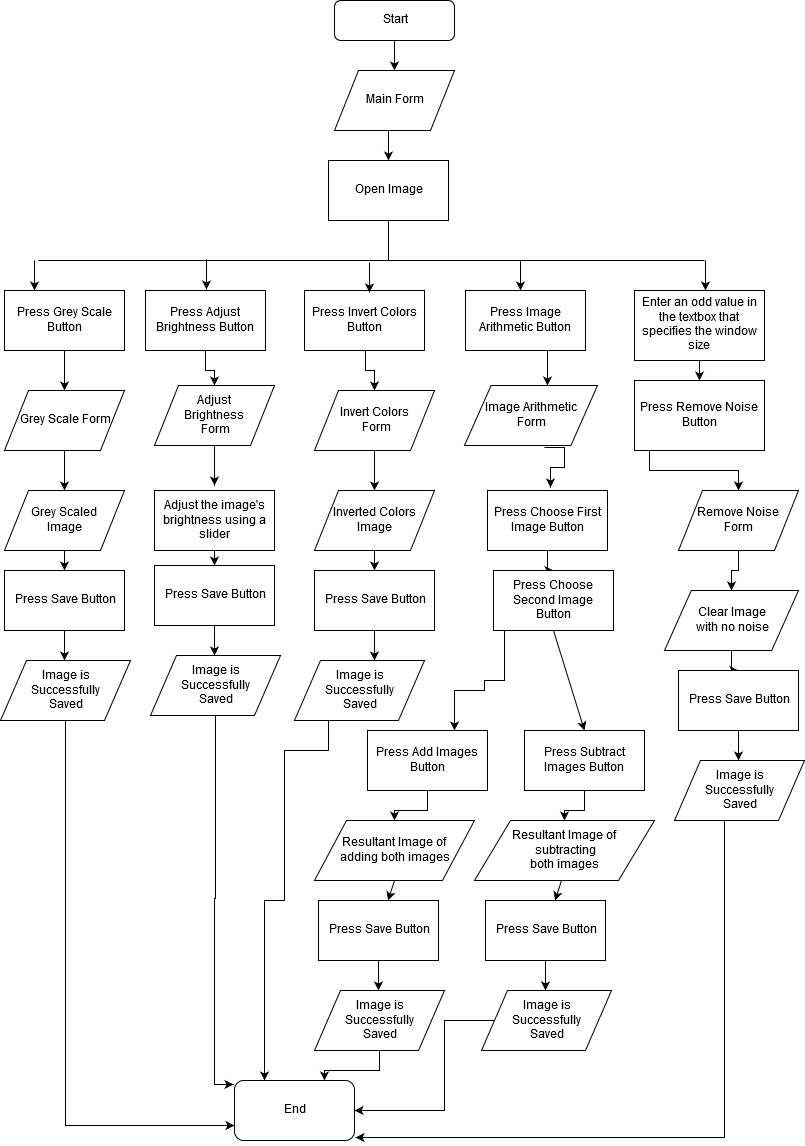 Start
Main Form
Open Image
Press Grey Scale
Button
Press Adjust
Brightness Button
Press Invert Colors
Button
Press Image
Arithmetic Button
Enter an odd value in
the textbox that
specifies the window
size
Grey Scale Form
Adjust
Brightness
Form
Invert Colors
Form
Image Arithmetic
Form
Press Remove Noise
Button
Grey Scaled
Image
Adjust the image's
brightness using a
slider
Inverted Colors
Image
Press Choose First
Image Button
Remove Noise
Form
Press Save Button
Press Save Button
Press Save Button
Press Choose
Second Image
Button
Clear Image
with no noise
Image is
Successfully
Saved
Image is
Successfully
Saved
Image is
Successfully
Saved
Press Save Button
Press Add Images
Button
Press Subtract
Images Button
Image is
Successfully
Saved
Resultant Image of
adding both images
Resultant Image of
subtracting
both images
Press Save Button
Press Save Button
Image is
Successfully
Saved
Image is
Successfully
Saved
End